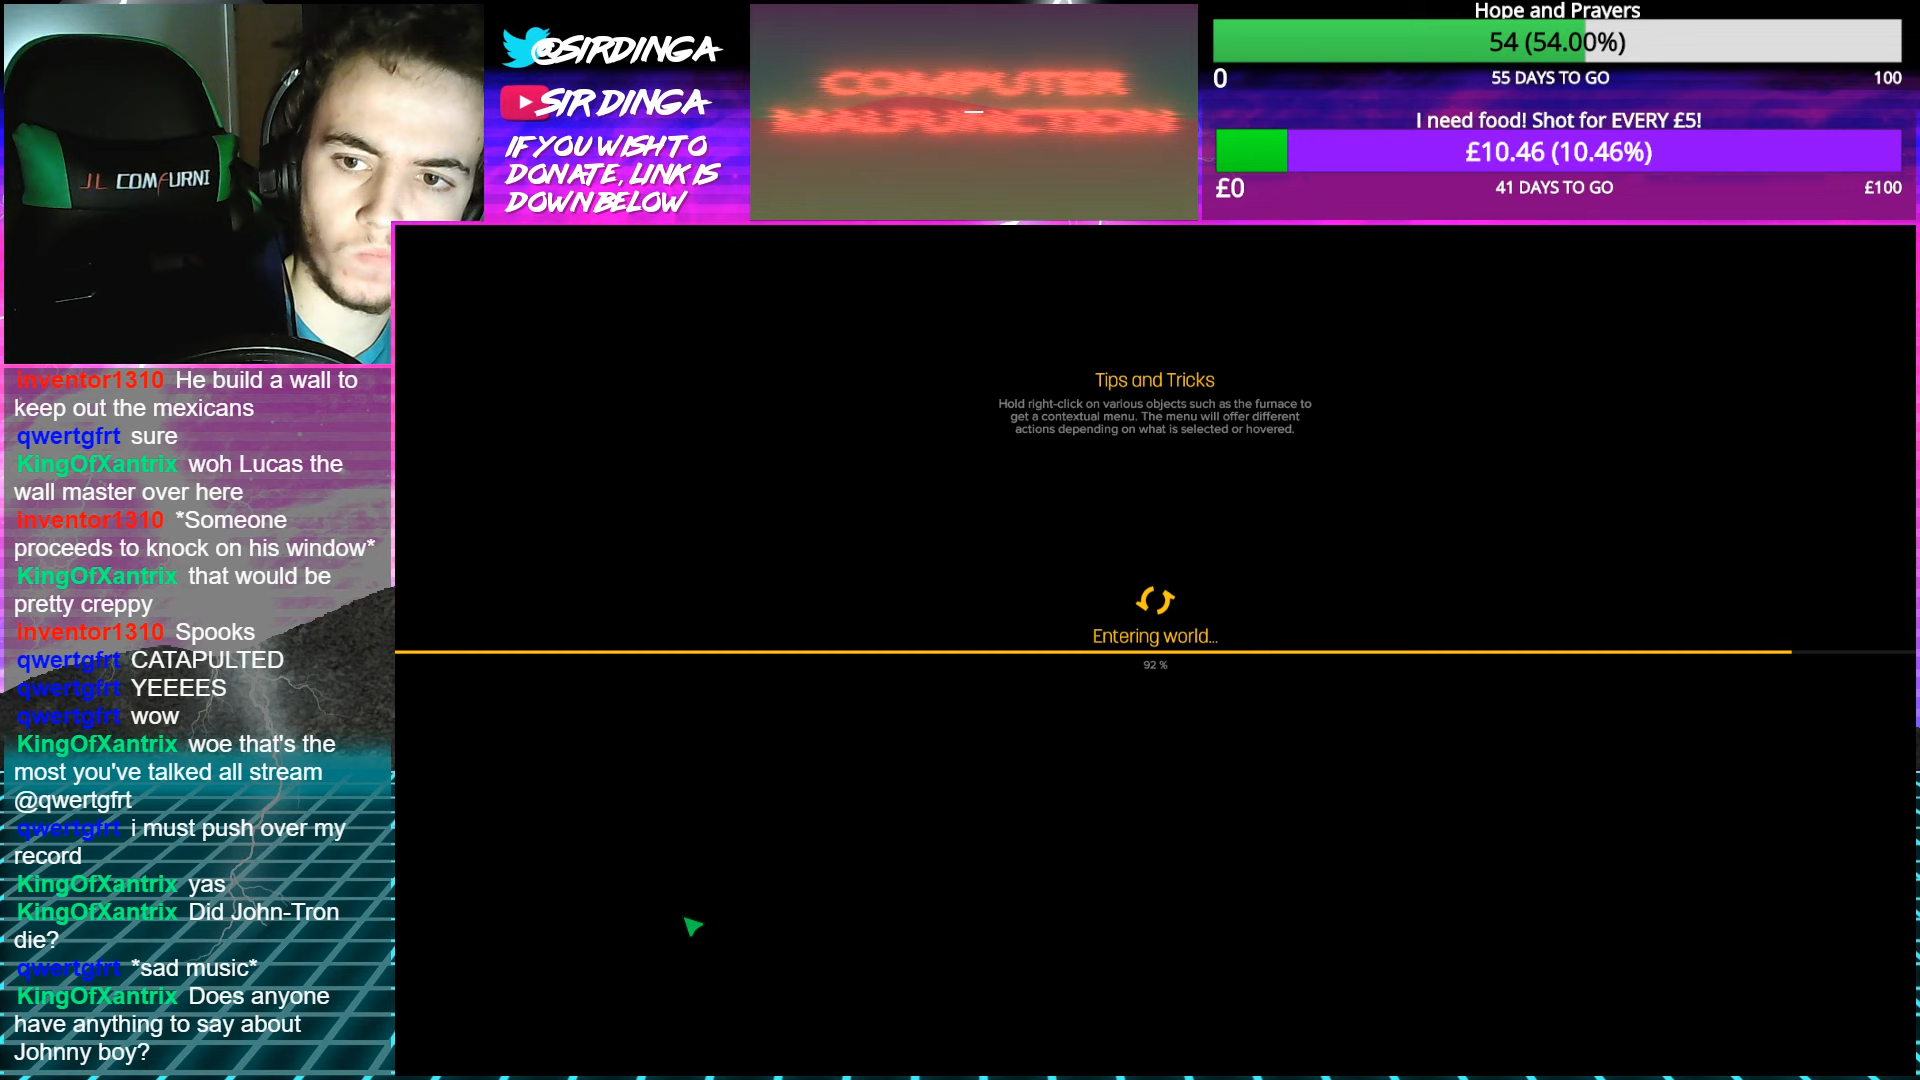 JL COMFURNI
@SIRDINGA
SIRDINGA
IF YOU WISH TO
DONATE, LINK IS
DOWN BELOW
COMPUTER
MALFUNCTION
Hope and Prayers
54 (54.00%)
0 55 DAYS TO GO 100
I need food! Shot for EVERY £5!
£10.46 (10.46%)
£0 41 DAYS TO GO £100
inventor1310 He build a wall to
keep out the mexicans
qwertgfrt sure
KingOfXantrix woh Lucas the
wall master over here
inventor1310 *Someone
proceeds to knock on his window*
KingOfXantrix that would be
pretty creppy
inventor1310 Spooks
qwertgfrt CATAPULTED
qwertgfrt YEEEES
qwertgfrt wow
KingOfXantrix woe that's the
most you've talked all stream
@qwertgfrt
qwertgfrt i must push over my
record
KingOfXantrix yas
KingOfXantrix Did John-Tron
die?
qwertgfrt *sad music*
KingOfXantrix Does anyone
have anything to say about
Johnny boy?
Tips and Tricks
Hold right-click on various objects such as the furnace to
get a contextual menu. The menu will offer different
actions depending on what is selected or hovered.
Entering world...
92 %